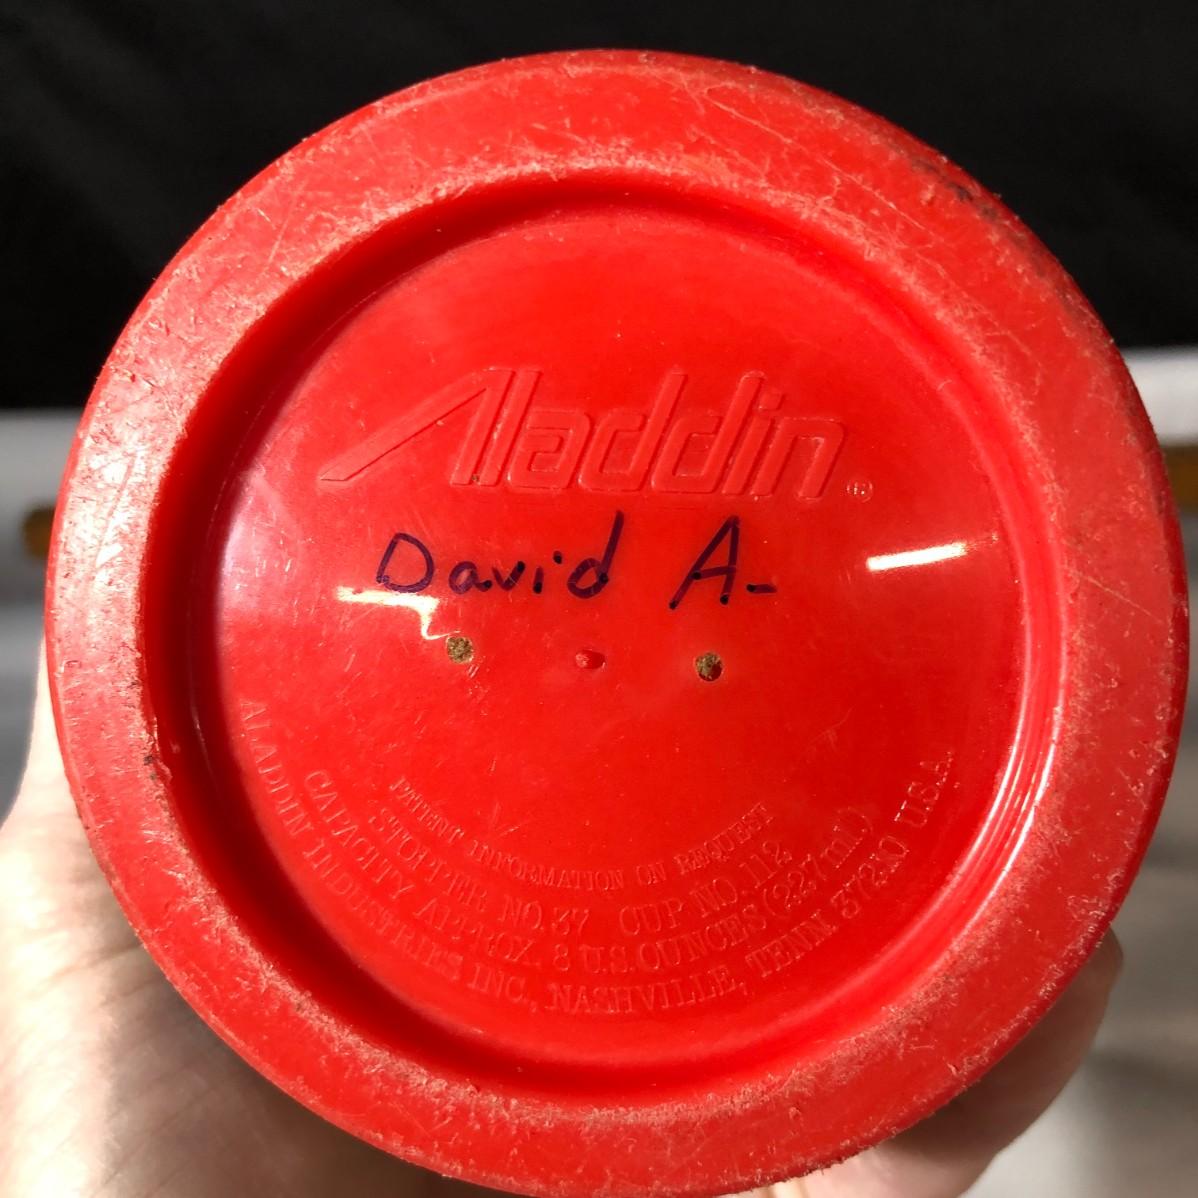 Aladdin®
David A-
PATENT INFORMATION ON REQUEST
STOPPER NO. 37 CUP NO. 112
CAPACITY APPROX. 8 U.S. OUNCES (227 mL)
ALADDIN INDUSTRIES INC., NASHVILLE, TENN. 37210 U.S.A.